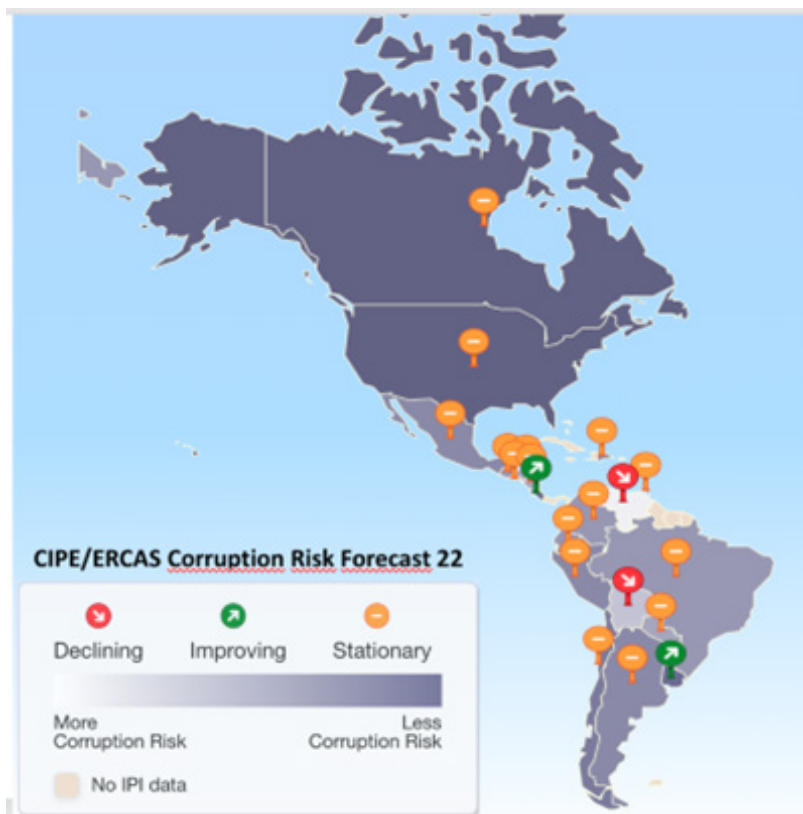 CIPE/ERCAS Corruption Risk Forecast 22
Declining Improving Stationary
More Less
Corruption Risk Corruption Risk
No IPI data